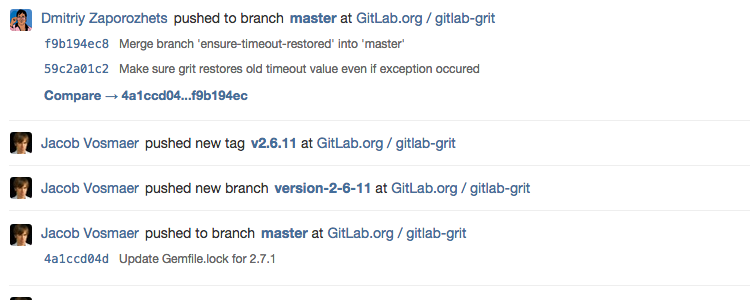 Dmitriy Zaporozhets pushed to branch master at GitLab.org / gitlab-grit
f9b194ec8 Merge branch 'ensure-timeout-restored' into 'master'
59c2a01c2 Make sure grit restores old timeout value even if exception occured
Compare → 4a1ccd04...f9b194ec
Jacob Vosmaer pushed new tag v2.6.11 at GitLab.org / gitlab-grit
Jacob Vosmaer pushed new branch version-2-6-11 at GitLab.org / gitlab-grit
Jacob Vosmaer pushed to branch master at GitLab.org / gitlab-grit
4a1ccd04d Update Gemfile.lock for 2.7.1